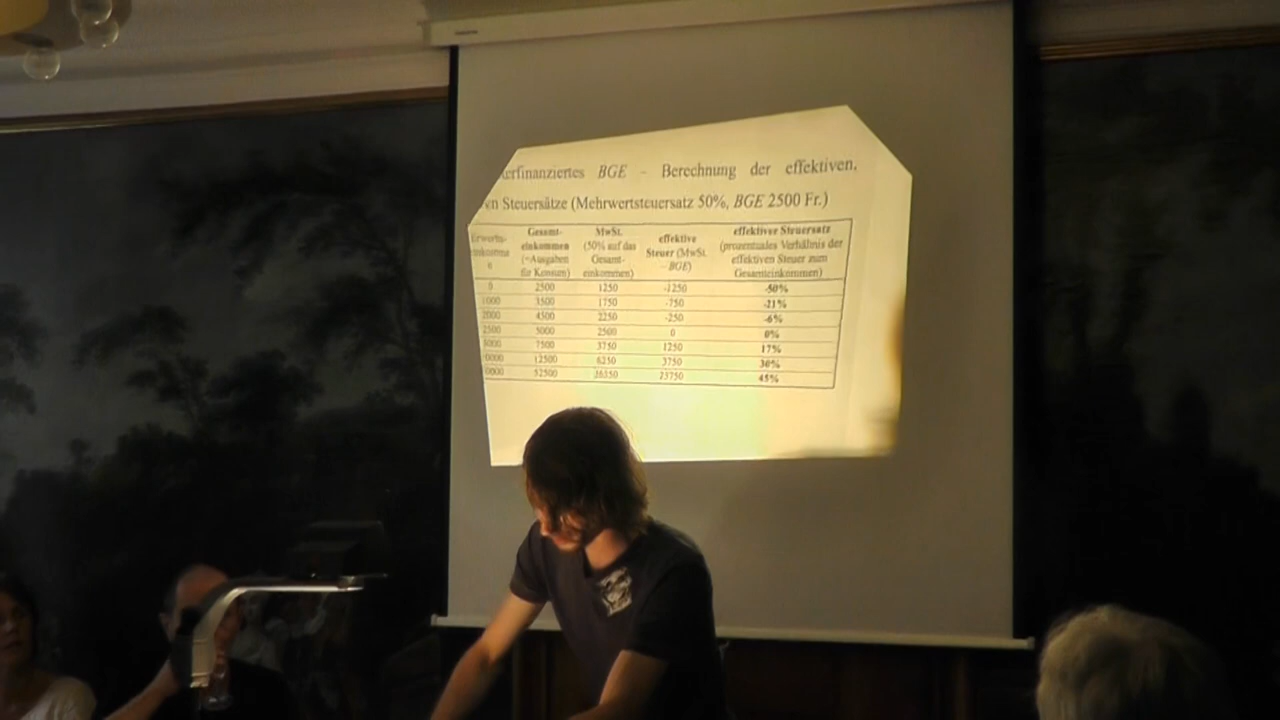 erfinanziertes BGE – Berechnung der effektiven.
en Steuersätze (Mehrwertsteuersatz 50%, BGE 2500 Fr.)
Gesamt- MwSt. effektive effektiver Steuersatz
einkommen (50% auf das Steuer (MwSt. (prozentuales Verhältnis der
(=Ausgaben Gesamt- – BGE) effektiven Steuer zum
für Konsum) einkommen) Gesamteinkommen)
0 2500 1250 -1250 -50%
1000 3500 1750 -750 -21%
2000 4500 2250 -250 -6%
2500 5000 2500 0 0%
5000 7500 3750 1250 17%
0000 12500 6250 3750 30%
0000 52500 26250 23750 45%